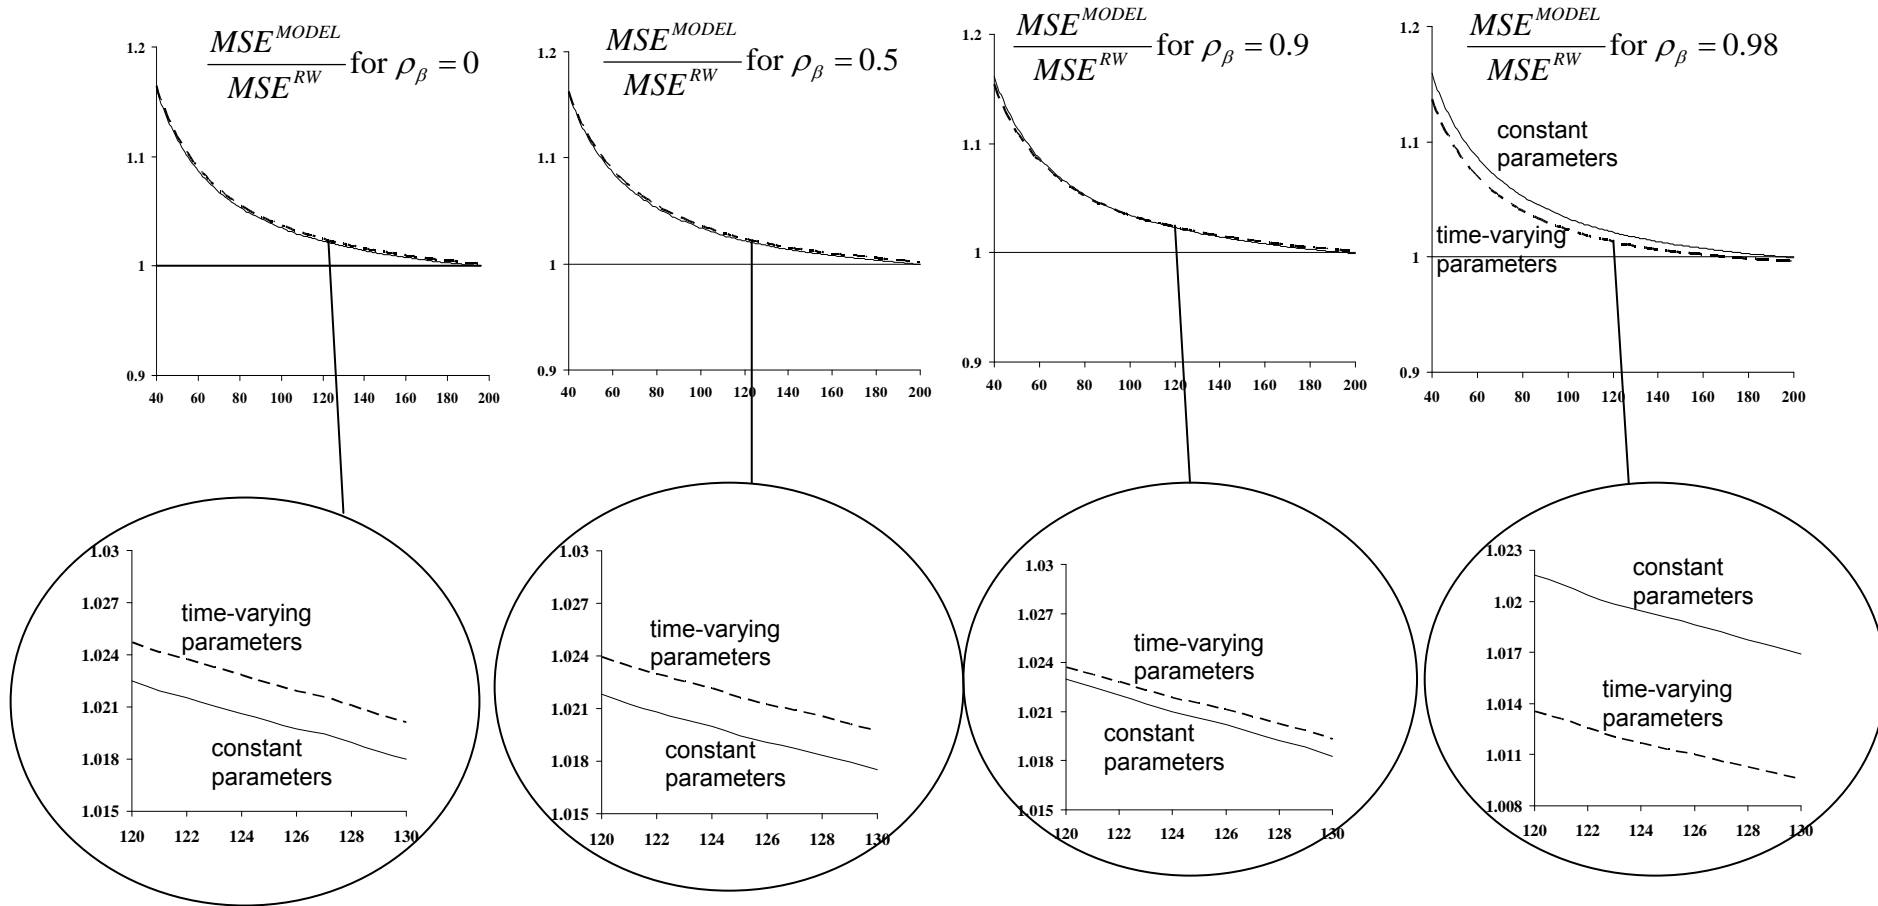 MSE^MODEL / MSE^RW for ρ_β = 0
1.2
1.1
1
0.9
40 60 80 100 120 140 160 180 200
MSE^MODEL / MSE^RW for ρ_β = 0.5
1.2
1.1
1
0.9
40 60 80 100 120 140 160 180 200
MSE^MODEL / MSE^RW for ρ_β = 0.9
1.2
1.1
1
0.9
40 60 80 100 120 140 160 180 200
MSE^MODEL / MSE^RW for ρ_β = 0.98
1.2
1.1
1
0.9
constant
parameters
time-varying
parameters
40 60 80 100 120 140 160 180 200
1.03
1.027
1.024
1.021
1.018
1.015
time-varying
parameters
constant
parameters
120 122 124 126 128 130
1.03
1.027
1.024
1.021
1.018
1.015
time-varying
parameters
constant
parameters
120 122 124 126 128 130
1.03
1.027
1.024
1.021
1.018
1.015
time-varying
parameters
constant
parameters
120 122 124 126 128 130
1.023
1.02
1.017
1.014
1.011
1.008
constant
parameters
time-varying
parameters
120 122 124 126 128 130